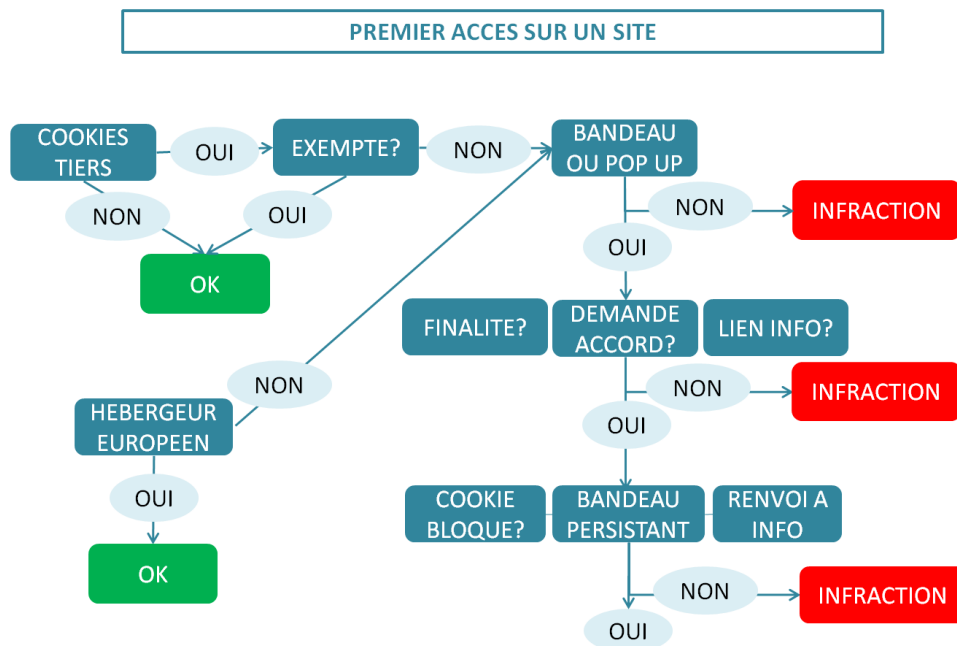 PREMIER ACCES SUR UN SITE
COOKIES
TIERS
OUI
EXEMPTE?
NON
BANDEAU
OU POP UP
NON
OUI
NON
INFRACTION
OUI
OK
FINALITE?
DEMANDE
ACCORD?
LIEN INFO?
NON
NON
INFRACTION
HEBERGEUR
EUROPEEN
OUI
OUI
COOKIE
BLOQUE?
BANDEAU
PERSISTANT
RENVOI A
INFO
OK
NON
INFRACTION
OUI